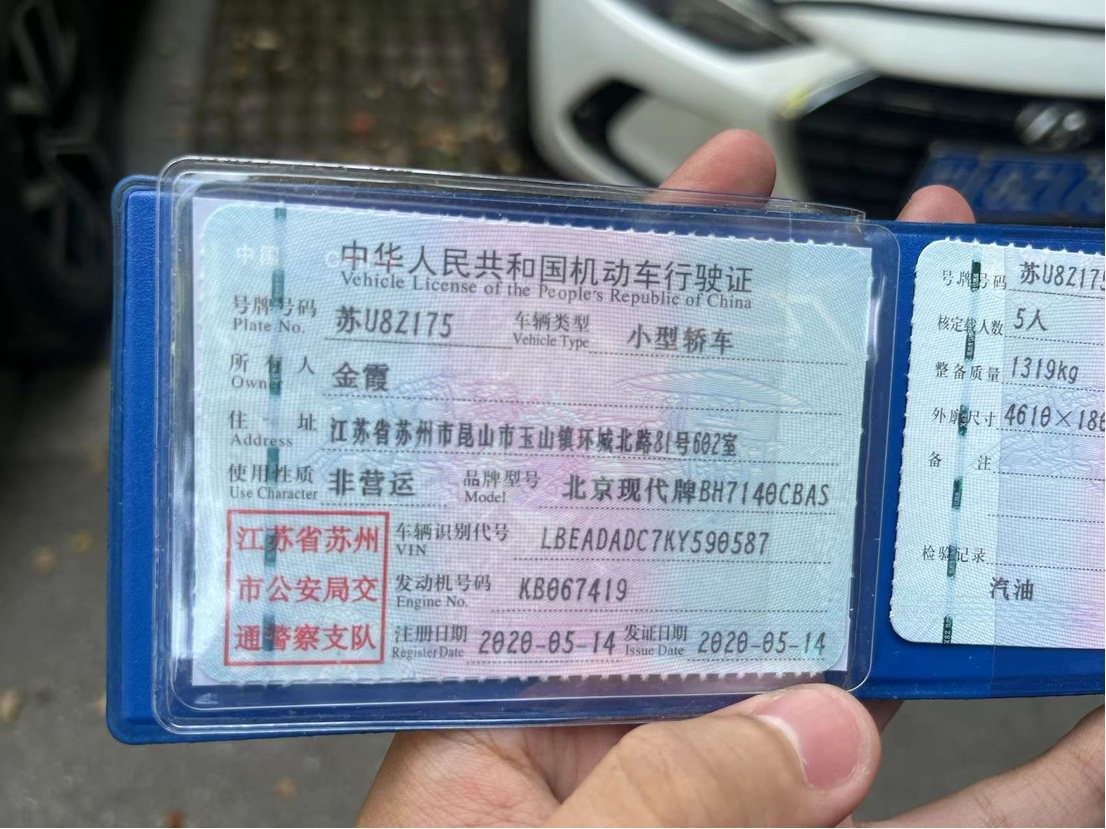 中华人民共和国机动车行驶证
Vehicle License of the People's Republic of China
号牌号码 苏U8Z175 车辆类型 小型轿车
Plate No. Vehicle Type
所有人 金霞
Owner
住址 江苏省苏州市昆山市玉山镇环城北路81号602室
Address
使用性质 非营运 品牌型号 北京现代牌BH7140CBAS
Use Character Model
江苏省苏州
市公安局交
通警察支队
车辆识别代号 LBEADADC7KY590587
VIN
发动机号码 KB067419
Engine No.
注册日期 2020-05-14 发证日期 2020-05-14
Register Date Issue Date
号牌号码 苏U8Z175
核定载人数 5人
整备质量 1319kg
外廓尺寸 4610×180
备注
检验记录
汽油